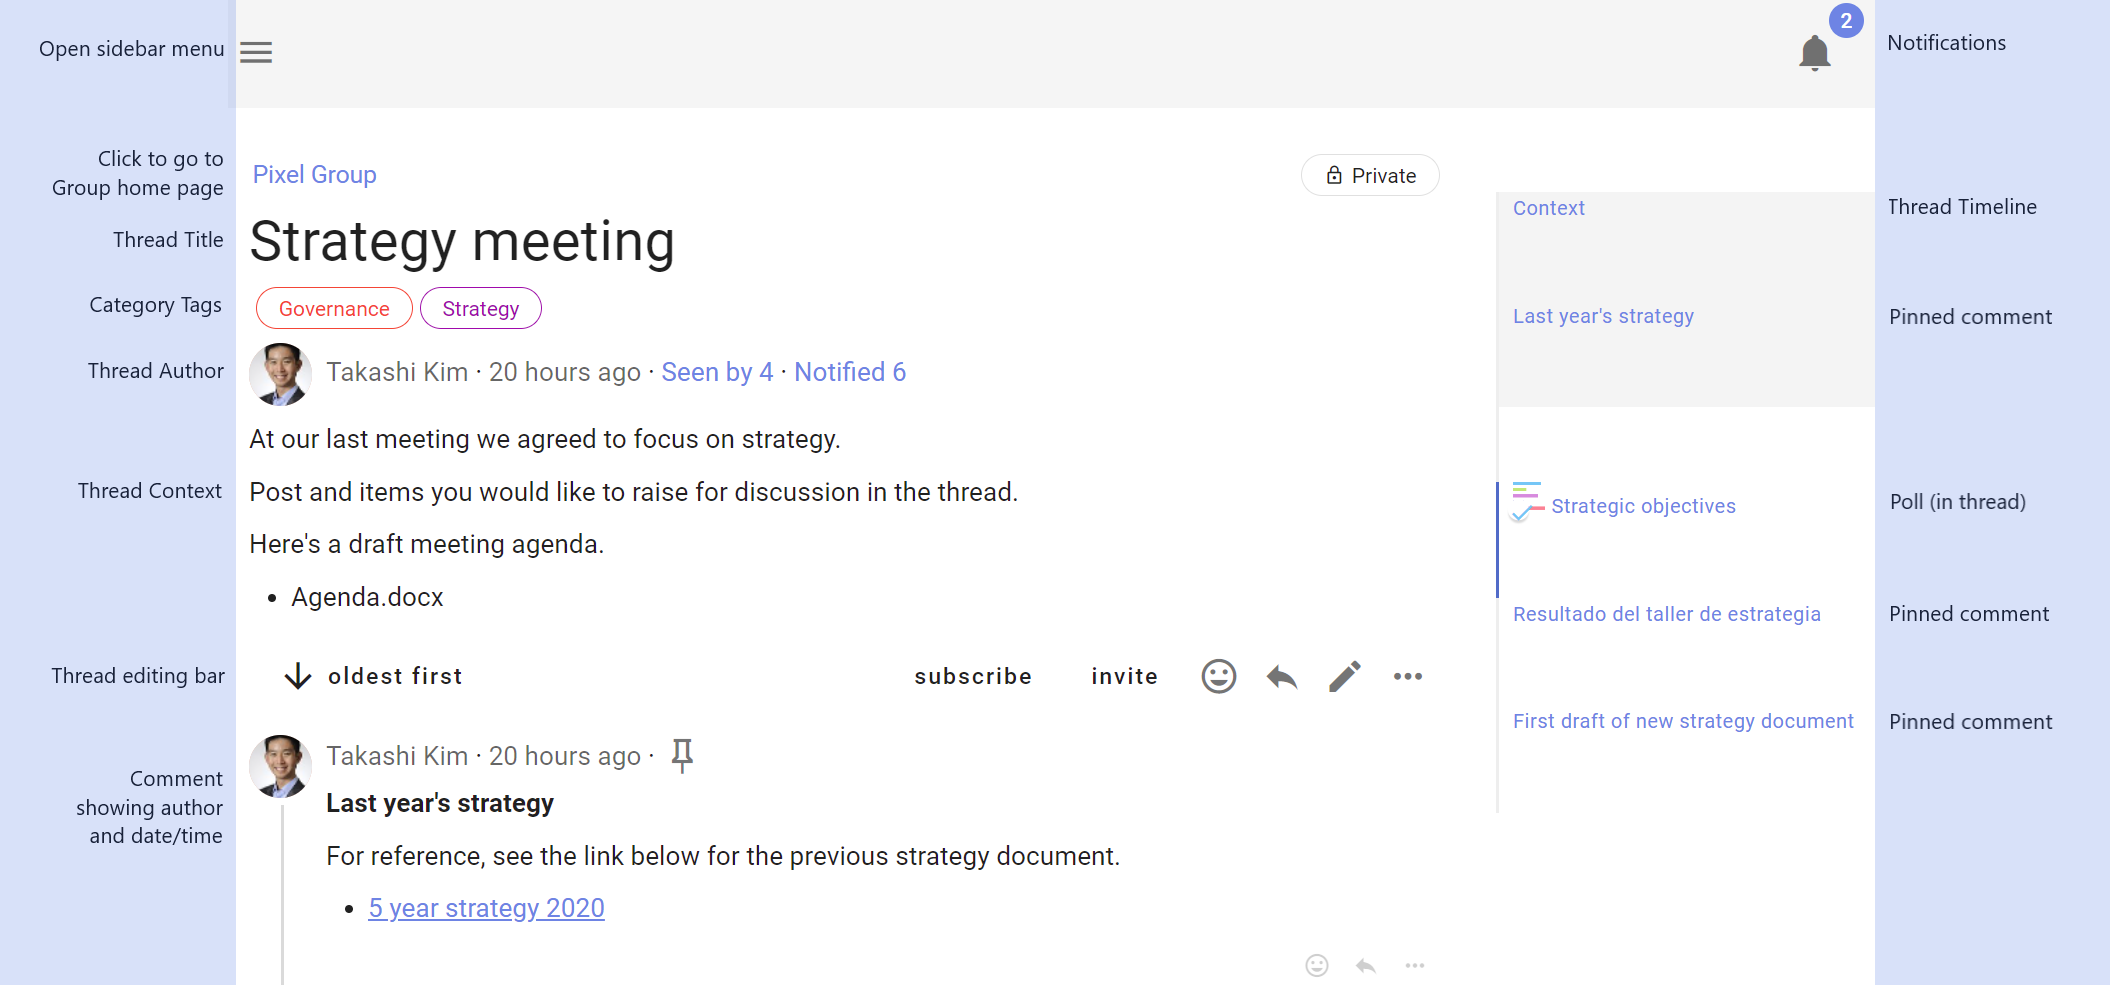 Open sidebar menu
2
Notifications
Click to go to
Group home page
Pixel Group
Private
Thread Title
Strategy meeting
Context
Thread Timeline
Category Tags
Governance
Strategy
Last year's strategy
Pinned comment
Thread Author
Takashi Kim · 20 hours ago · Seen by 4 · Notified 6
At our last meeting we agreed to focus on strategy.
Thread Context
Post and items you would like to raise for discussion in the thread.
Strategic objectives
Poll (in thread)
Here's a draft meeting agenda.
• Agenda.docx
Resultado del taller de estrategia
Pinned comment
Thread editing bar
oldest first
subscribe
invite
First draft of new strategy document
Pinned comment
Takashi Kim · 20 hours ago ·
Comment
showing author
and date/time
Last year's strategy
For reference, see the link below for the previous strategy document.
• 5 year strategy 2020